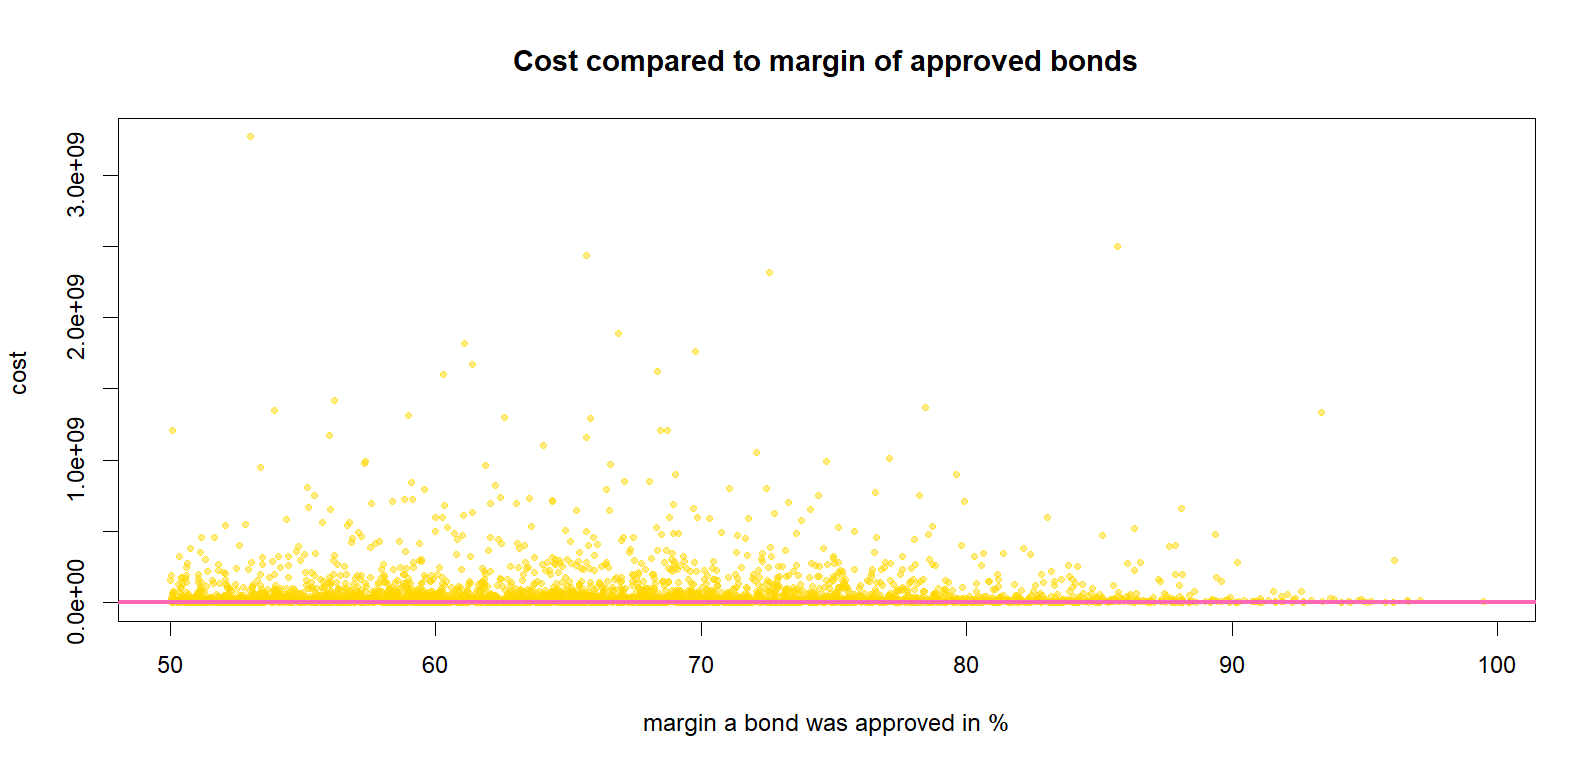 Cost compared to margin of approved bonds
cost
3.0e+09
2.0e+09
1.0e+09
0.0e+00
50 60 70 80 90 100
margin a bond was approved in %